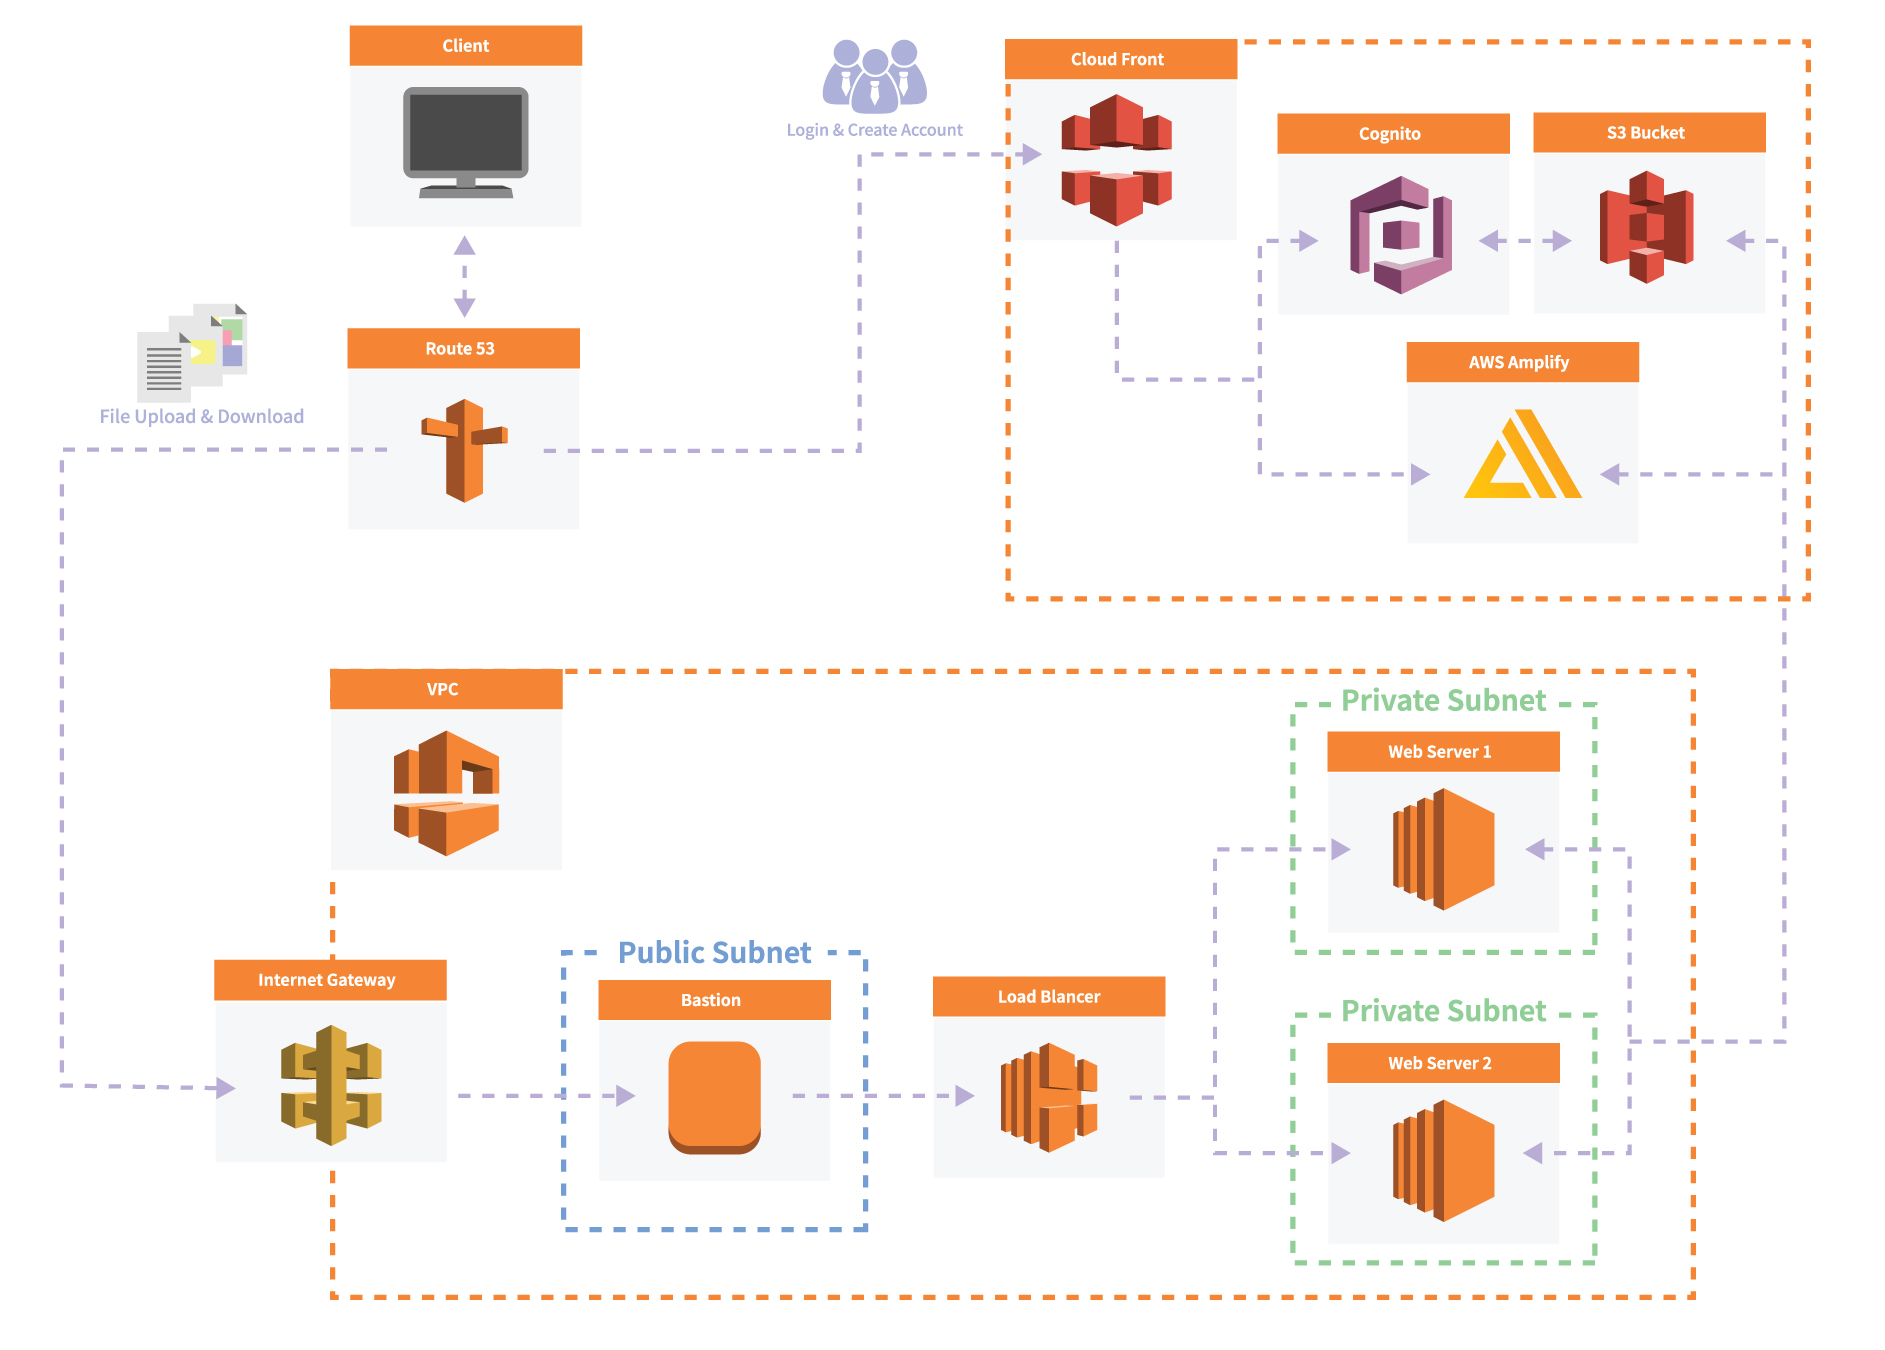 Client
Cloud Front
Login & Create Account
Cognito
S3 Bucket
Route 53
AWS Amplify
File Upload & Download
VPC
Private Subnet
Web Server 1
Public Subnet
Internet Gateway
Bastion
Load Blancer
Private Subnet
Web Server 2